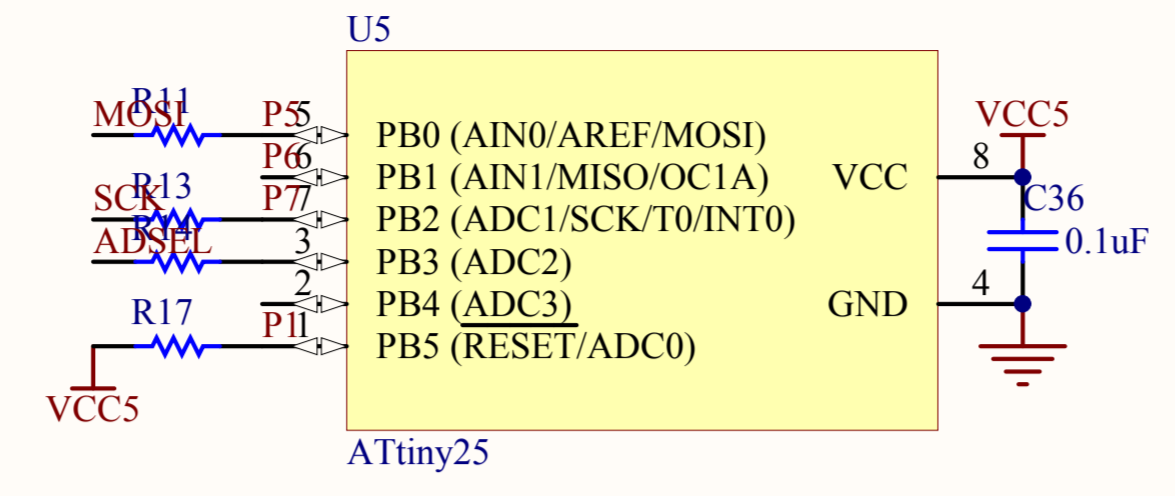 U5
R11
MOSI
P5
5
PB0 (AIN0/AREF/MOSI)
VCC5
P6
6
PB1 (AIN1/MISO/OC1A)
VCC
8
R13
SCK
P7
7
PB2 (ADC1/SCK/T0/INT0)
C36
R14
ADSEL
3
PB3 (ADC2)
0.1uF
2
PB4 (ADC3)
GND
4
R17
P1
1
PB5 (RESET/ADC0)
VCC5
ATtiny25